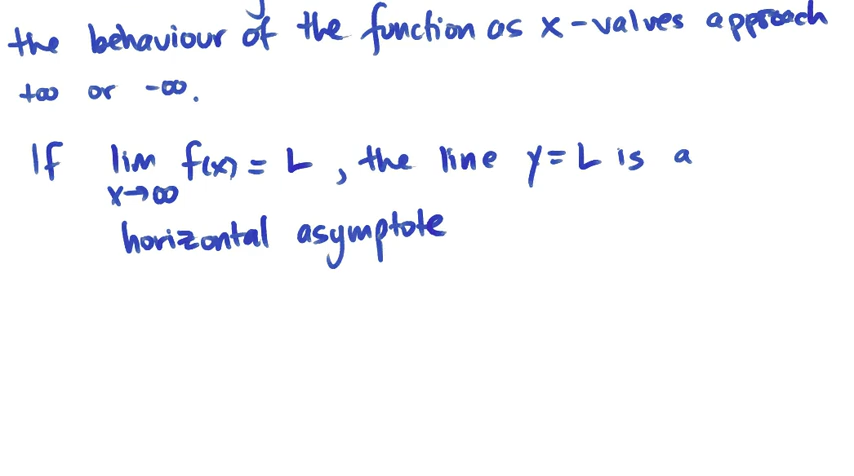 the behaviour of the function as x-values approach
+∞ or -∞.
If lim f(x) = L, the line y=L is a
x→∞
horizontal asymptote